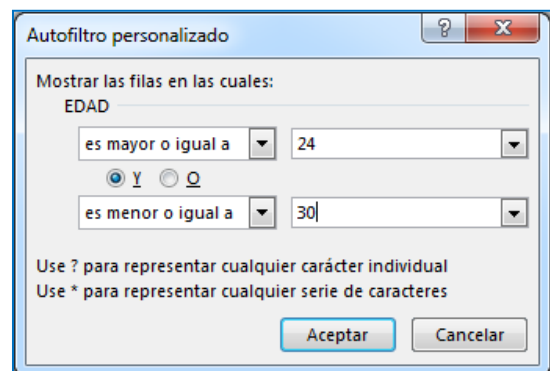 Autofiltro personalizado
Mostrar las filas en las cuales:
EDAD
es mayor o igual a 24
Y O
es menor o igual a 30
Use ? para representar cualquier carácter individual
Use * para representar cualquier serie de caracteres
Aceptar Cancelar